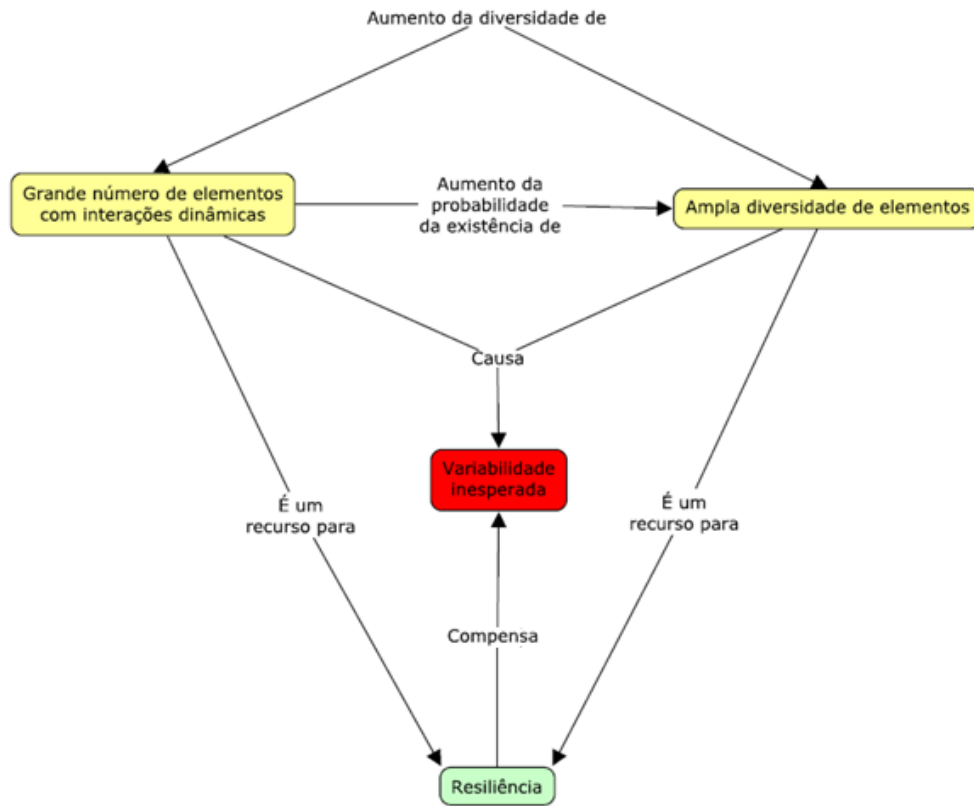 Aumento da diversidade de
Grande número de elementos
com interações dinâmicas
Aumento da
probabilidade
da existência de
Ampla diversidade de elementos
Causa
Variabilidade
inesperada
É um
recurso para
É um
recurso para
Compensa
Resiliência